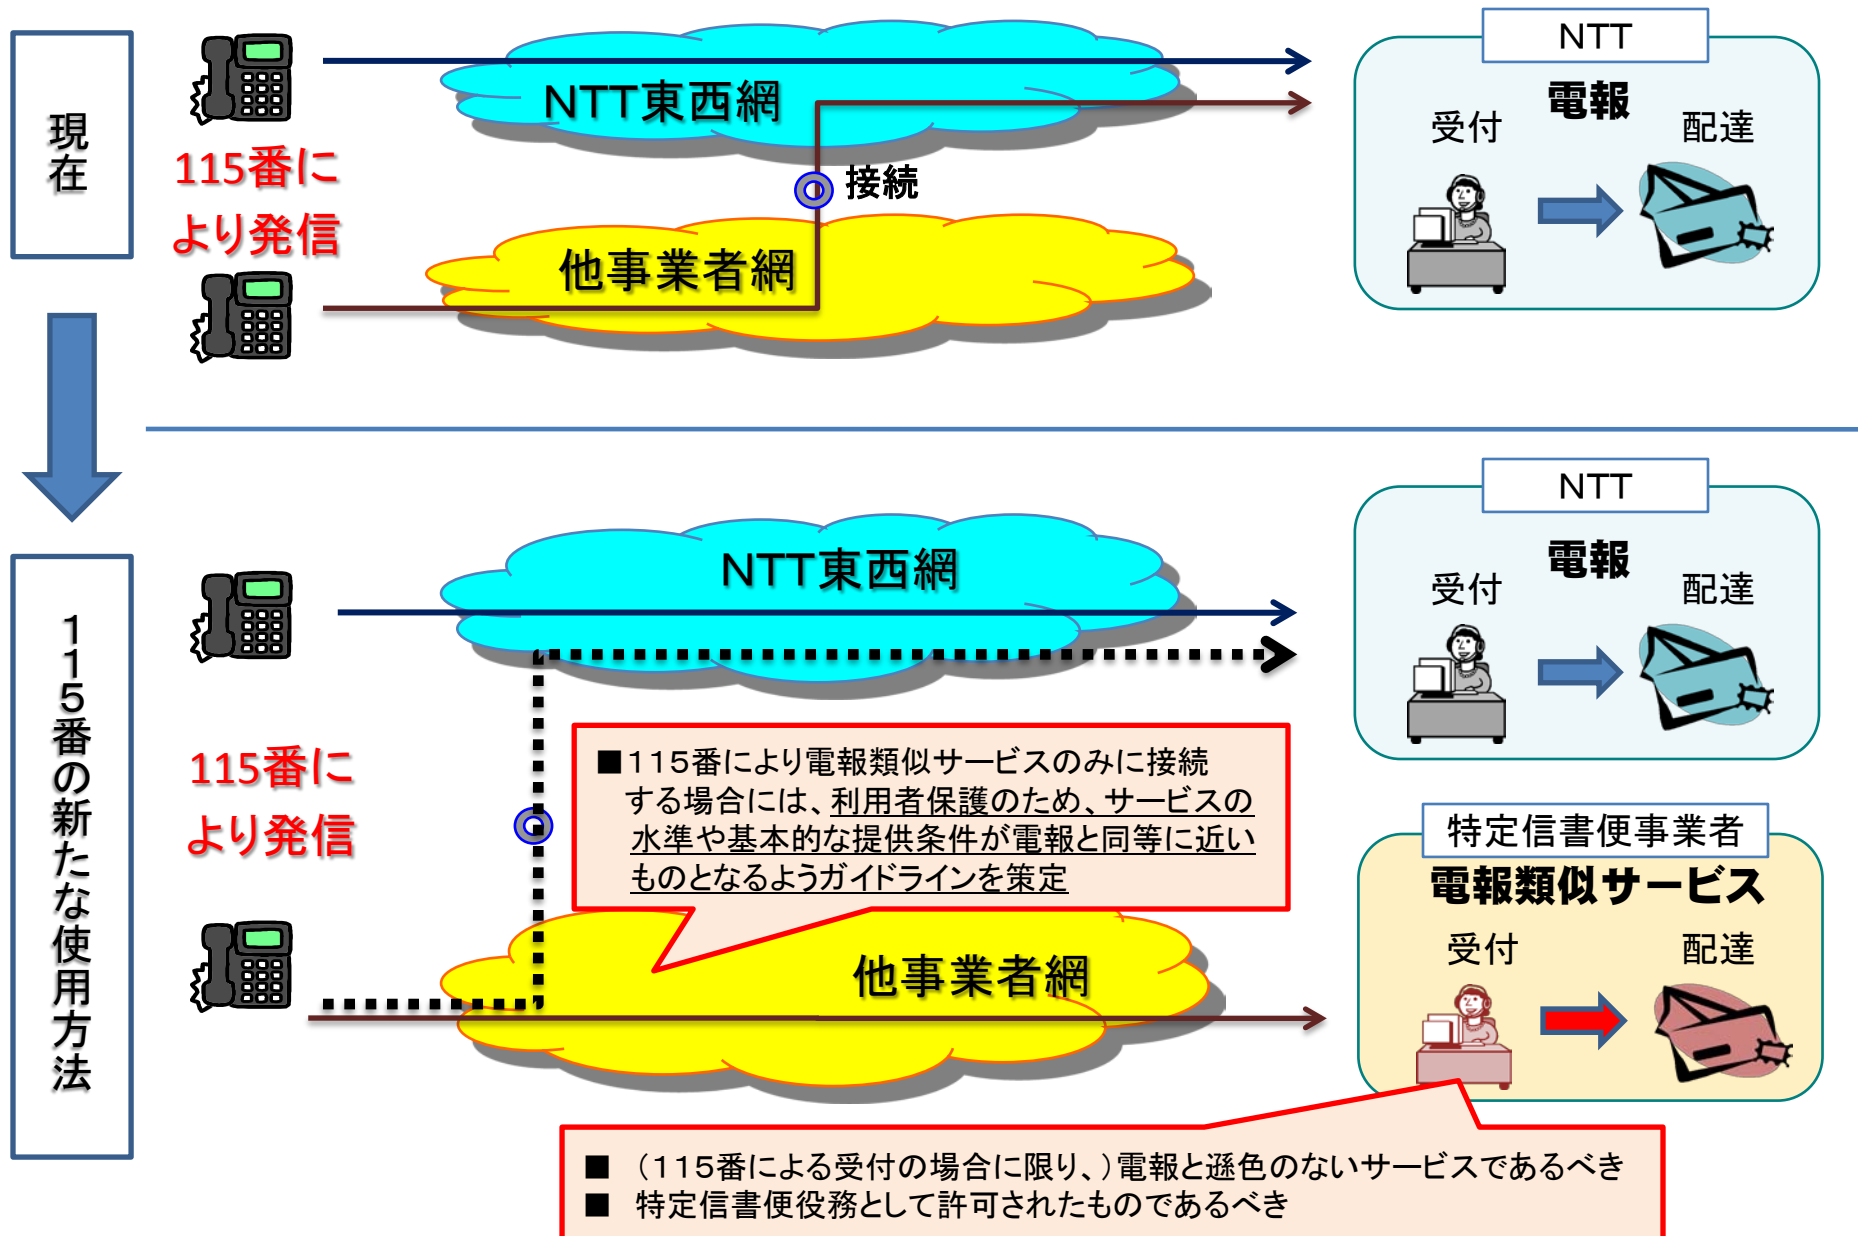 現在
115番に
より発信
NTT東西網
接続
他事業者網
NTT
電報
受付
配達
115番の新たな使用方法
115番に
より発信
NTT東西網
■115番により電報類似サービスのみに接続
する場合には、利用者保護のため、サービスの
水準や基本的な提供条件が電報と同等に近い
ものとなるようガイドラインを策定
他事業者網
NTT
電報
受付
配達
特定信書便事業者
電報類似サービス
受付
配達
■ (115番による受付の場合に限り、)電報と遜色のないサービスであるべき
■ 特定信書便役務として許可されたものであるべき